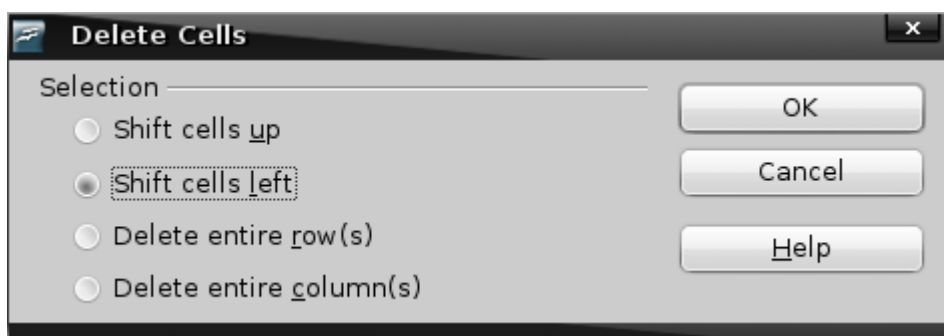 Delete Cells
x
Selection
Shift cells up
Shift cells left
Delete entire row(s)
Delete entire column(s)
OK
Cancel
Help